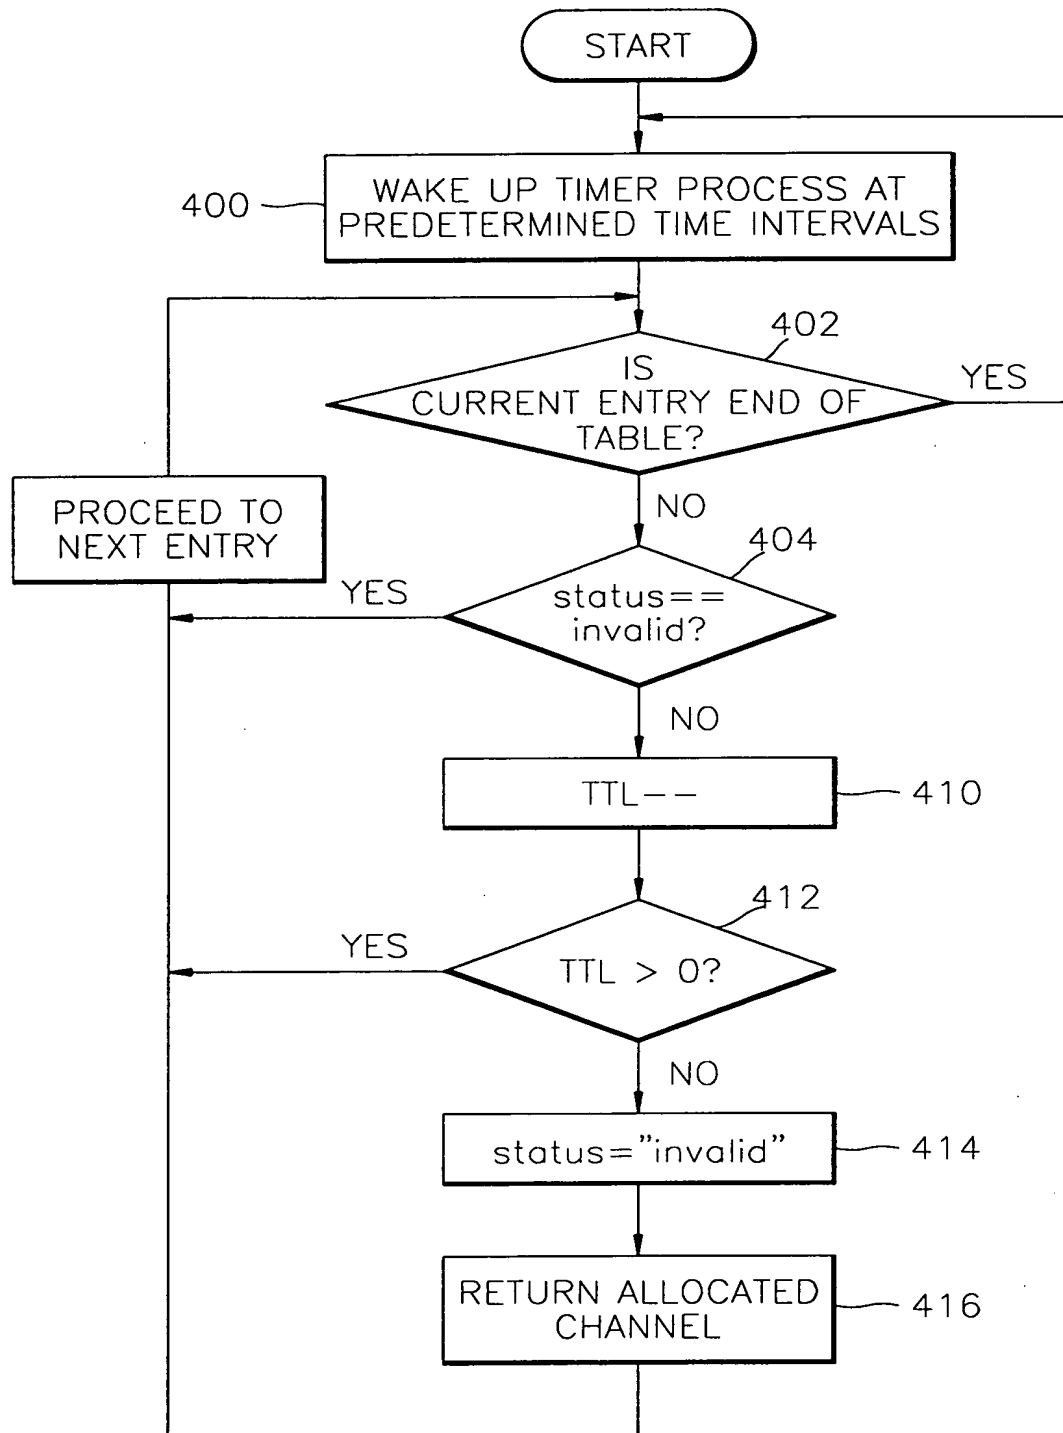 START
400
WAKE UP TIMER PROCESS AT
PREDETERMINED TIME INTERVALS
402
IS
CURRENT ENTRY END OF
TABLE?
YES
NO
PROCEED TO
NEXT ENTRY
404
YES
status==
invalid?
NO
TTL--
410
412
YES
TTL > 0?
NO
status="invalid"
414
RETURN ALLOCATED
CHANNEL
416